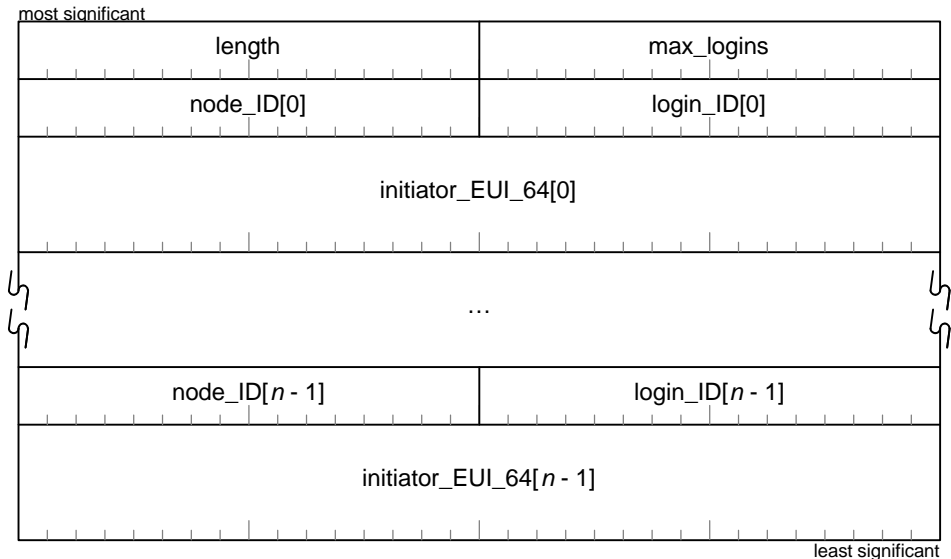 most significant
length max_logins
node_ID[0] login_ID[0]
initiator_EUI_64[0]
...
node_ID[n - 1] login_ID[n - 1]
initiator_EUI_64[n - 1]
least significant